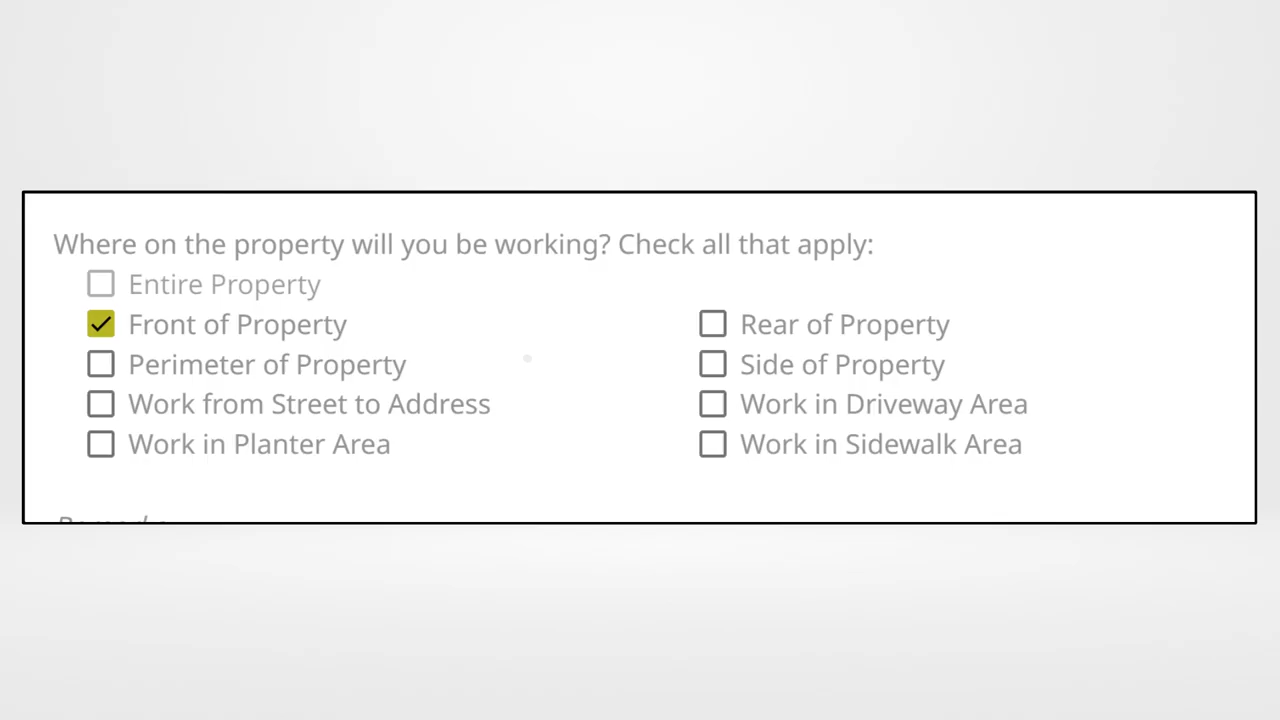 Where on the property will you be working? Check all that apply:
Entire Property
Front of Property
Rear of Property
Perimeter of Property
Side of Property
Work from Street to Address
Work in Driveway Area
Work in Planter Area
Work in Sidewalk Area